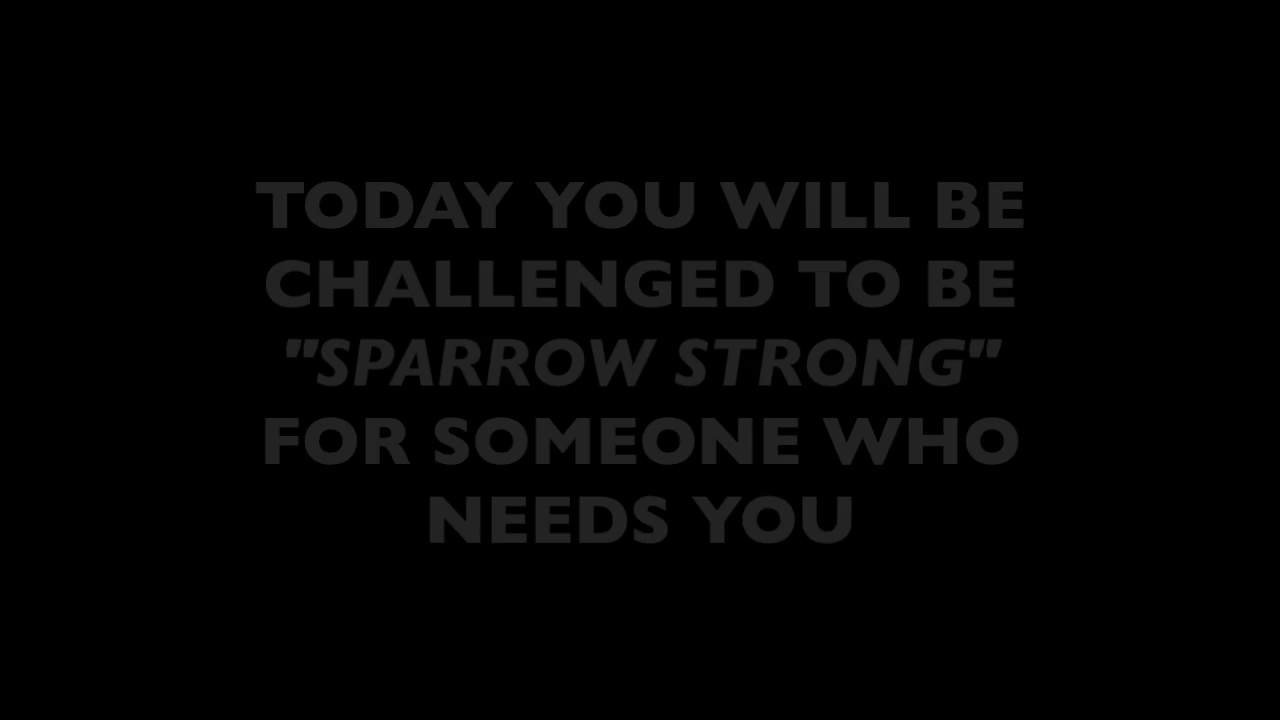 TODAY YOU WILL BE
CHALLENGED TO BE
"SPARROW STRONG"
FOR SOMEONE WHO
NEEDS YOU